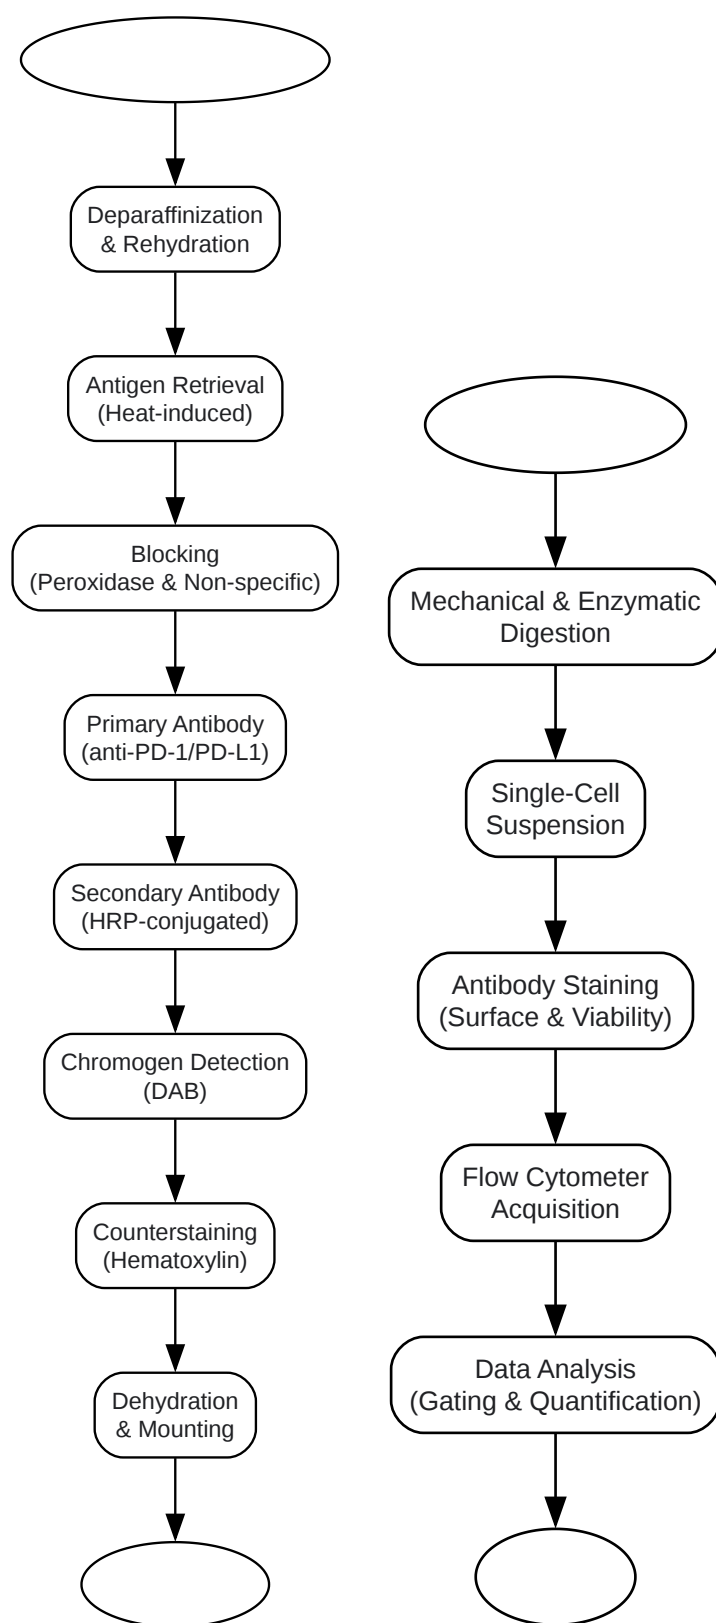 Deparaffinization
& Rehydration
Antigen Retrieval
(Heat-induced)
Blocking
(Peroxidase & Non-specific)
Primary Antibody
(anti-PD-1/PD-L1)
Secondary Antibody
(HRP-conjugated)
Chromogen Detection
(DAB)
Counterstaining
(Hematoxylin)
Dehydration
& Mounting
Mechanical & Enzymatic
Digestion
Single-Cell
Suspension
Antibody Staining
(Surface & Viability)
Flow Cytometer
Acquisition
Data Analysis
(Gating & Quantification)